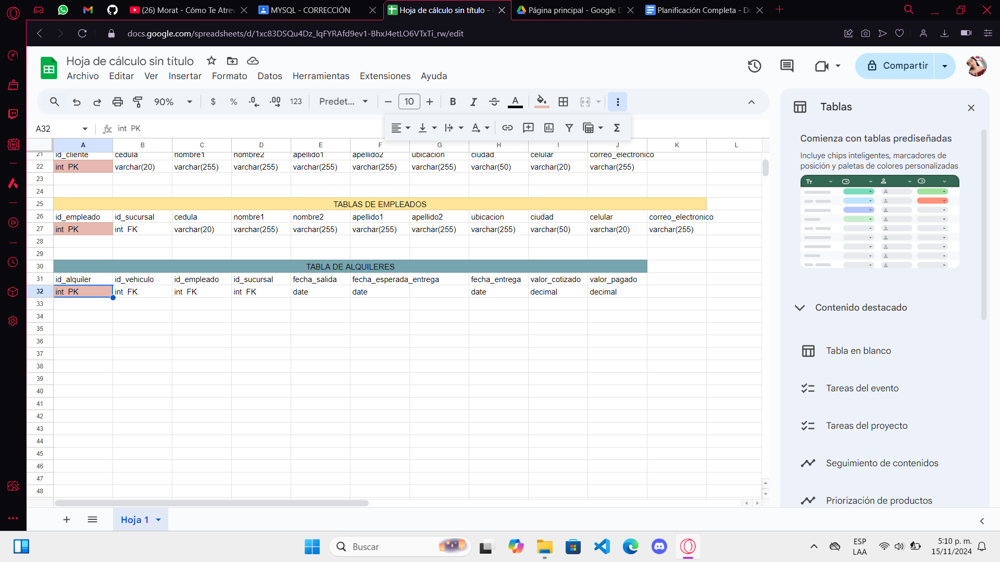 (26) Morat - Cómo Te Atrev
MYSQL - CORRECCIÓN
Hoja de cálculo sin título -
Página principal - Google D
Planificación Completa - Do
docs.google.com/spreadsheets/d/1xc83DSQu4Dz_lqFYRAfd9ev1-BhxJ4etLO6VTxTi_rw/edit
Hoja de cálculo sin título
Archivo Editar Ver Insertar Formato Datos Herramientas Extensiones Ayuda
Compartir
90% $ % .0 .00 123 Predet... 10 B I A
A32 int PK
A B C D E F G H I J K L
21 id_cliente cedula nombre1 nombre2 apellido1 apellido2 ubicacion ciudad celular correo_electronico
22 int PK varchar(20) varchar(255) varchar(255) varchar(255) varchar(255) varchar(255) varchar(50) varchar(20) varchar(255)
23
24
25 TABLAS DE EMPLEADOS
26 id_empleado id_sucursal cedula nombre1 nombre2 apellido1 apellido2 ubicacion ciudad celular correo_electronico
27 int PK int FK varchar(20) varchar(255) varchar(255) varchar(255) varchar(255) varchar(255) varchar(50) varchar(20) varchar(255)
28
29
30 TABLA DE ALQUILERES
31 id_alquiler id_vehiculo id_empleado id_sucursal fecha_salida fecha_esperada_entrega fecha_entrega valor_cotizado valor_pagado
32 int PK int FK int FK int FK date date date decimal decimal
33
34
35
36
37
38
39
40
41
42
43
44
45
46
47
48
Tablas
Comienza con tablas prediseñadas
Incluye chips inteligentes, marcadores de
posición y paletas de colores personalizadas
Contenido destacado
Tabla en blanco
Tareas del evento
Tareas del proyecto
Seguimiento de contenidos
Priorización de productos
Hoja 1
Buscar
ESP
LAA
5:10 p. m.
15/11/2024